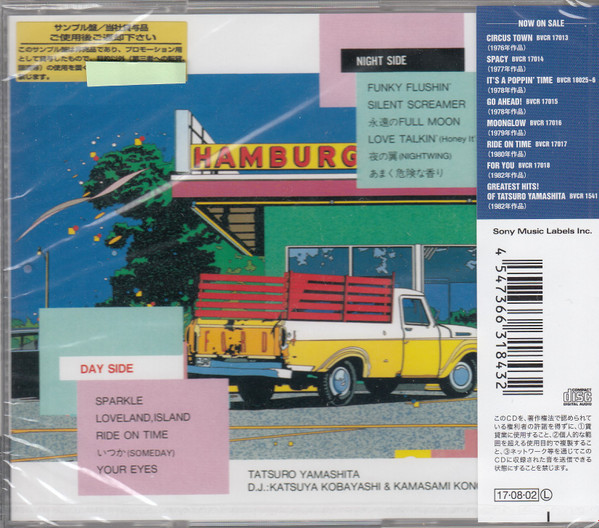 サンプル盤/当社貸与品
ご使用後ご返却下さい
このサンプル盤は非売品であり、プロモーション用
として貸与したもので、
の使用を固く
禁じます。
NIGHT SIDE
FUNKY FLUSHIN'
SILENT SCREAMER
永遠のFULL MOON
LOVE TALKIN' (Honey It'
夜の翼(NIGHTWING)
あまく危険な香り
HAMBURG
DAY SIDE
SPARKLE
LOVELAND,ISLAND
RIDE ON TIME
いつか(SOMEDAY)
YOUR EYES
TATSURO YAMASHITA
D.J.:KATSUYA KOBAYASHI & KAMASAMI KONG
NOW ON SALE
CIRCUS TOWN BVCR 17013
(1976年作品)
SPACY BVCR 17014
(1977年作品)
IT'S A POPPIN' TIME BVCR 18025~6
(1978年作品)
GO AHEAD! BVCR 17015
(1978年作品)
MOONGLOW BVCR 17016
(1979年作品)
RIDE ON TIME BVCR 17017
(1980年作品)
FOR YOU BVCR 17018
(1982年作品)
GREATEST HITS!
OF TATSURO YAMASHITA BVCR 1541
(1982年作品)
Sony Music Labels Inc.
4 547366 318432
COMPACT
disc
DIGITAL AUDIO
このCDを、著作権法で認められて
いる権利者の許諾を得ずに、①賃
貸業に使用すること、②個人的な範
囲を超える使用目的で複製するこ
と、③ネットワーク等を通じてこの
CDに収録された音を送信できる
状態にすることを禁じます。
17・08・02 L